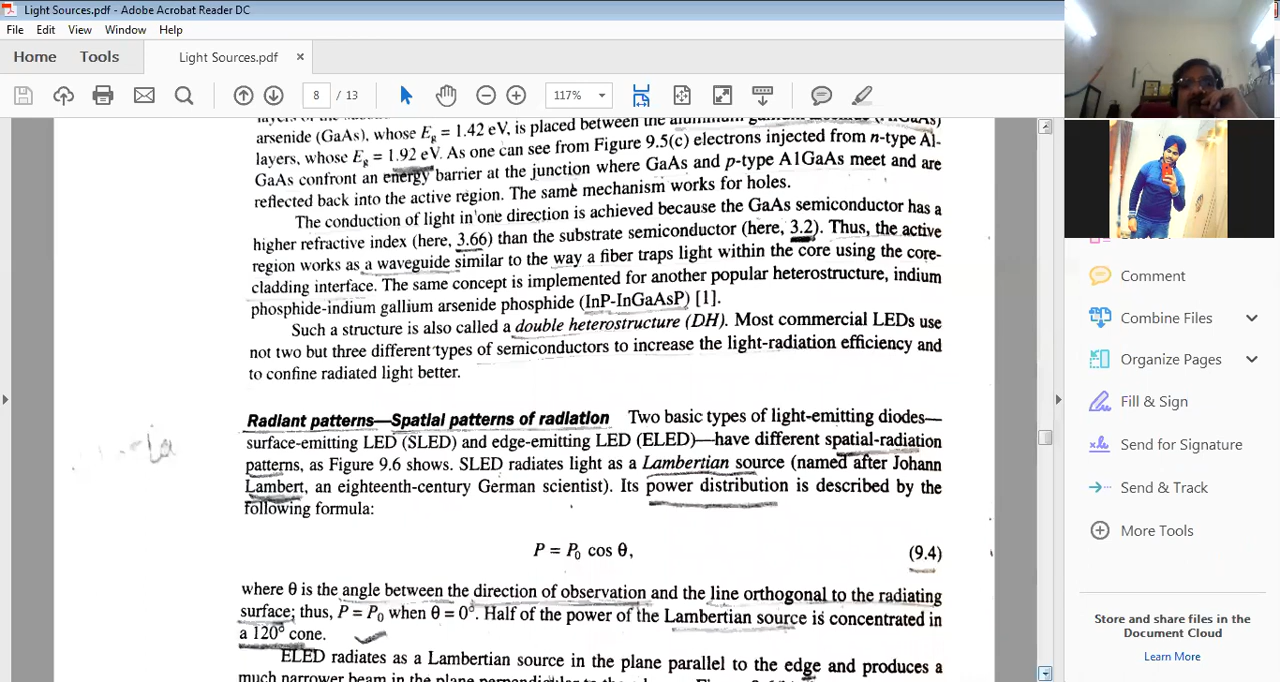 Light Sources.pdf - Adobe Acrobat Reader DC
File Edit View Window Help
Home Tools Light Sources.pdf ×
8 / 13 117%
arsenide (GaAs), whose Eg = 1.42 eV, is placed between the aluminum gallium arsenide (AlGaAs)
layers, whose Eg = 1.92 eV. As one can see from Figure 9.5(c) electrons injected from n-type Al-
GaAs confront an energy barrier at the junction where GaAs and p-type AlGaAs meet and are
reflected back into the active region. The same mechanism works for holes.
The conduction of light in one direction is achieved because the GaAs semiconductor has a
higher refractive index (here, 3.66) than the substrate semiconductor (here, 3.2). Thus, the active
region works as a waveguide similar to the way a fiber traps light within the core using the core-
cladding interface. The same concept is implemented for another popular heterostructure, indium
phosphide-indium gallium arsenide phosphide (InP-InGaAsP) [1].
Such a structure is also called a double heterostructure (DH). Most commercial LEDs use
not two but three different types of semiconductors to increase the light-radiation efficiency and
to confine radiated light better.
Radiant patterns—Spatial patterns of radiation Two basic types of light-emitting diodes—
surface-emitting LED (SLED) and edge-emitting LED (ELED)—have different spatial-radiation
patterns, as Figure 9.6 shows. SLED radiates light as a Lambertian source (named after Johann
Lambert, an eighteenth-century German scientist). Its power distribution is described by the
following formula:
P = P0 cos θ, (9.4)
where θ is the angle between the direction of observation and the line orthogonal to the radiating
surface; thus, P = P0 when θ = 0°. Half of the power of the Lambertian source is concentrated in
a 120° cone.
ELED radiates as a Lambertian source in the plane parallel to the edge and produces a
much narrower beam in the plane
Comment
Combine Files
Organize Pages
Fill & Sign
Send for Signature
Send & Track
More Tools
Store and share files in the
Document Cloud
Learn More